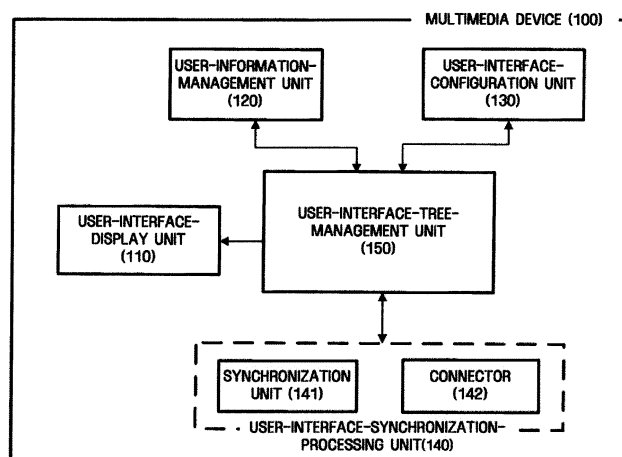 MULTIMEDIA DEVICE (100)
USER-INFORMATION-
MANAGEMENT UNIT
(120)
USER-INTERFACE-
CONFIGURATION UNIT
(130)
USER-INTERFACE-TREE-
MANAGEMENT UNIT
(150)
USER-INTERFACE-
DISPLAY UNIT
(110)
SYNCHRONIZATION
UNIT (141)
CONNECTOR
(142)
USER-INTERFACE-SYNCHRONIZATION-
PROCESSING UNIT(140)